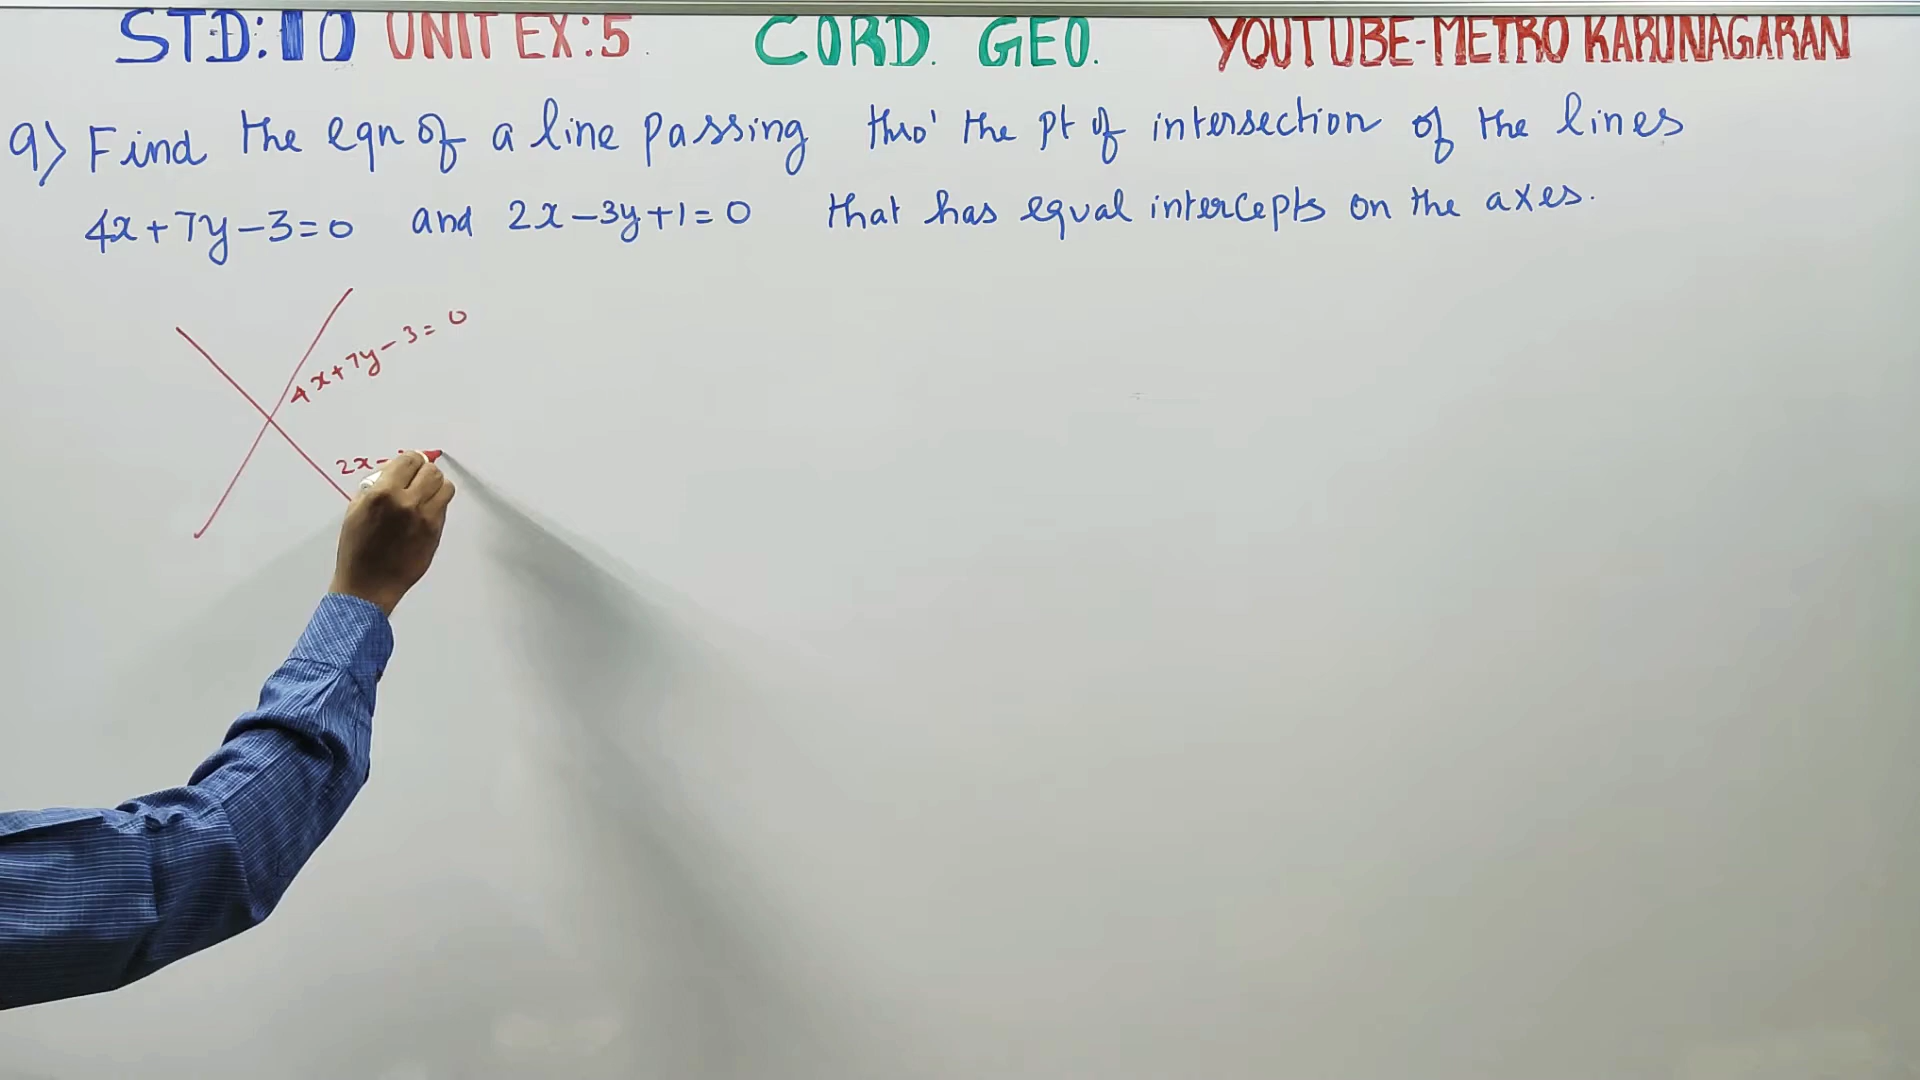 STD:10 UNIT EX:5 CORD. GEO. YOUTUBE-METRO KARUNAGARAN
9) Find the eqn of a line passing thro' the pt of intersection of the lines
4x+7y-3=0 and 2x-3y+1=0 that has equal intercepts on the axes.
4x+7y-3=0
2x-